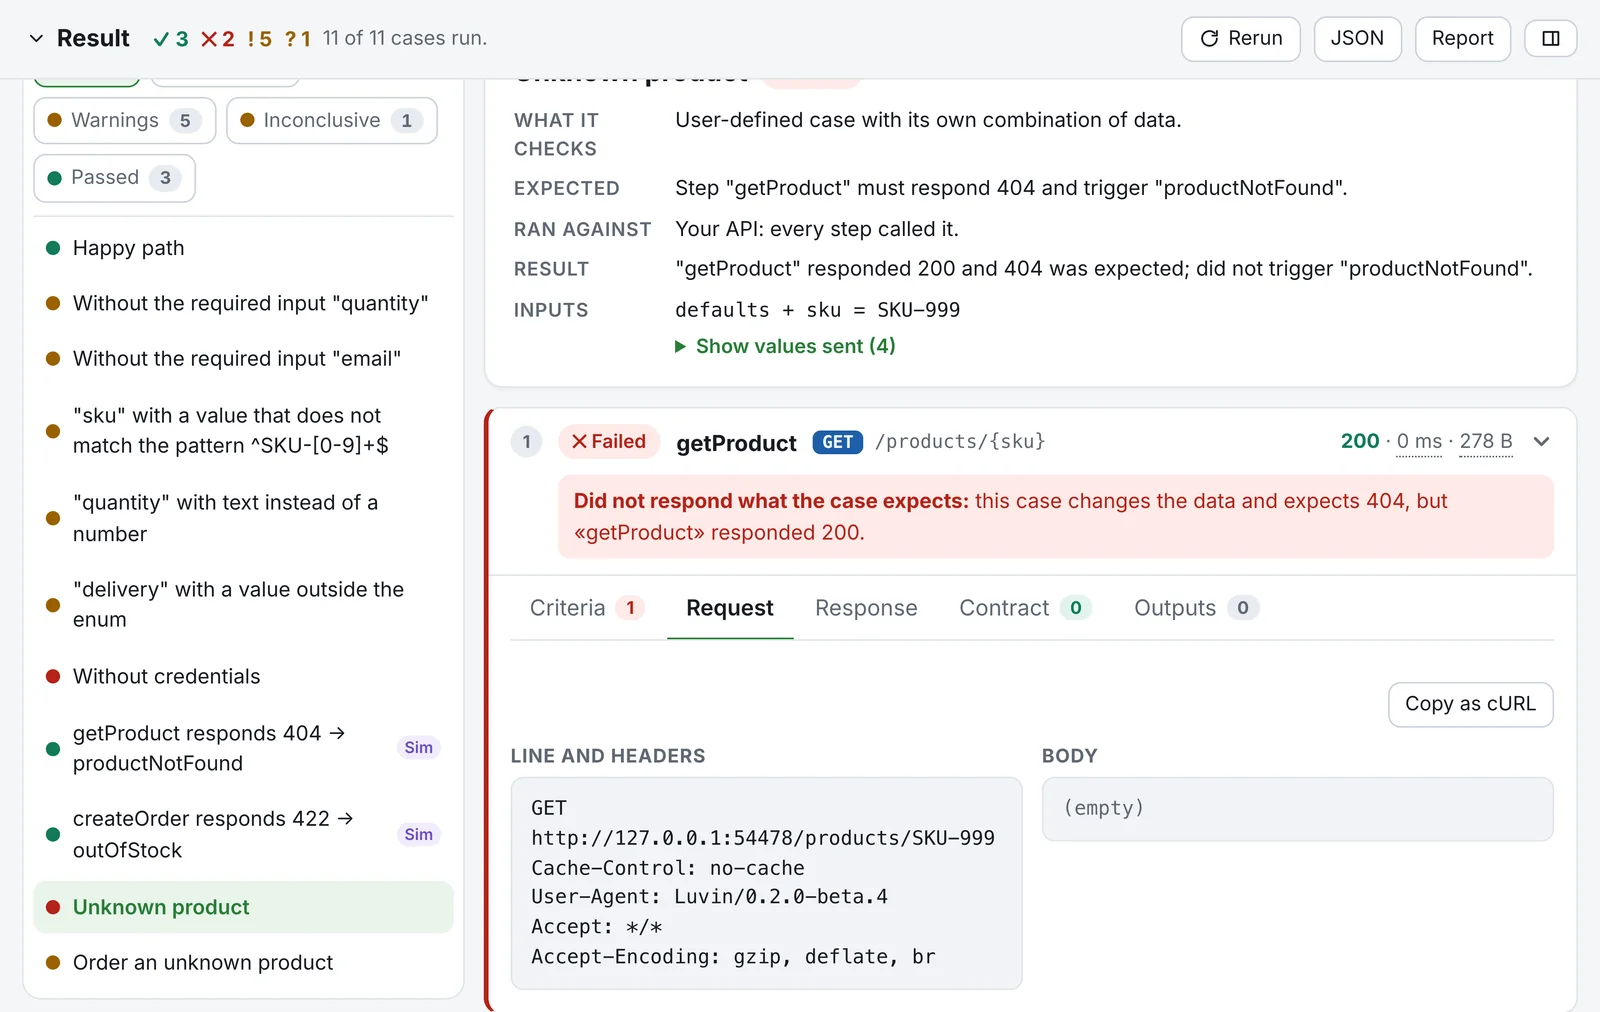 Result ✓ 3 ✕ 2 ! 5 ? 1 11 of 11 cases run.
Rerun JSON Report
Warnings 5 Inconclusive 1
Passed 3
Happy path
Without the required input "quantity"
Without the required input "email"
"sku" with a value that does not
match the pattern ^SKU-[0-9]+$
"quantity" with text instead of a
number
"delivery" with a value outside the
enum
Without credentials
getProduct responds 404 →
productNotFound
Sim
createOrder responds 422 →
outOfStock
Sim
Unknown product
Order an unknown product
Unknown product
WHAT IT
CHECKS
User-defined case with its own combination of data.
EXPECTED Step "getProduct" must respond 404 and trigger "productNotFound".
RAN AGAINST Your API: every step called it.
RESULT "getProduct" responded 200 and 404 was expected; did not trigger "productNotFound".
INPUTS defaults + sku = SKU-999
▶ Show values sent (4)
1 ✕ Failed getProduct GET /products/{sku} 200 · 0 ms · 278 B
Did not respond what the case expects: this case changes the data and expects 404, but
«getProduct» responded 200.
Criteria 1 Request Response Contract 0 Outputs 0
Copy as cURL
LINE AND HEADERS
GET
http://127.0.0.1:54478/products/SKU-999
Cache-Control: no-cache
User-Agent: Luvin/0.2.0-beta.4
Accept: */*
Accept-Encoding: gzip, deflate, br
BODY
(empty)